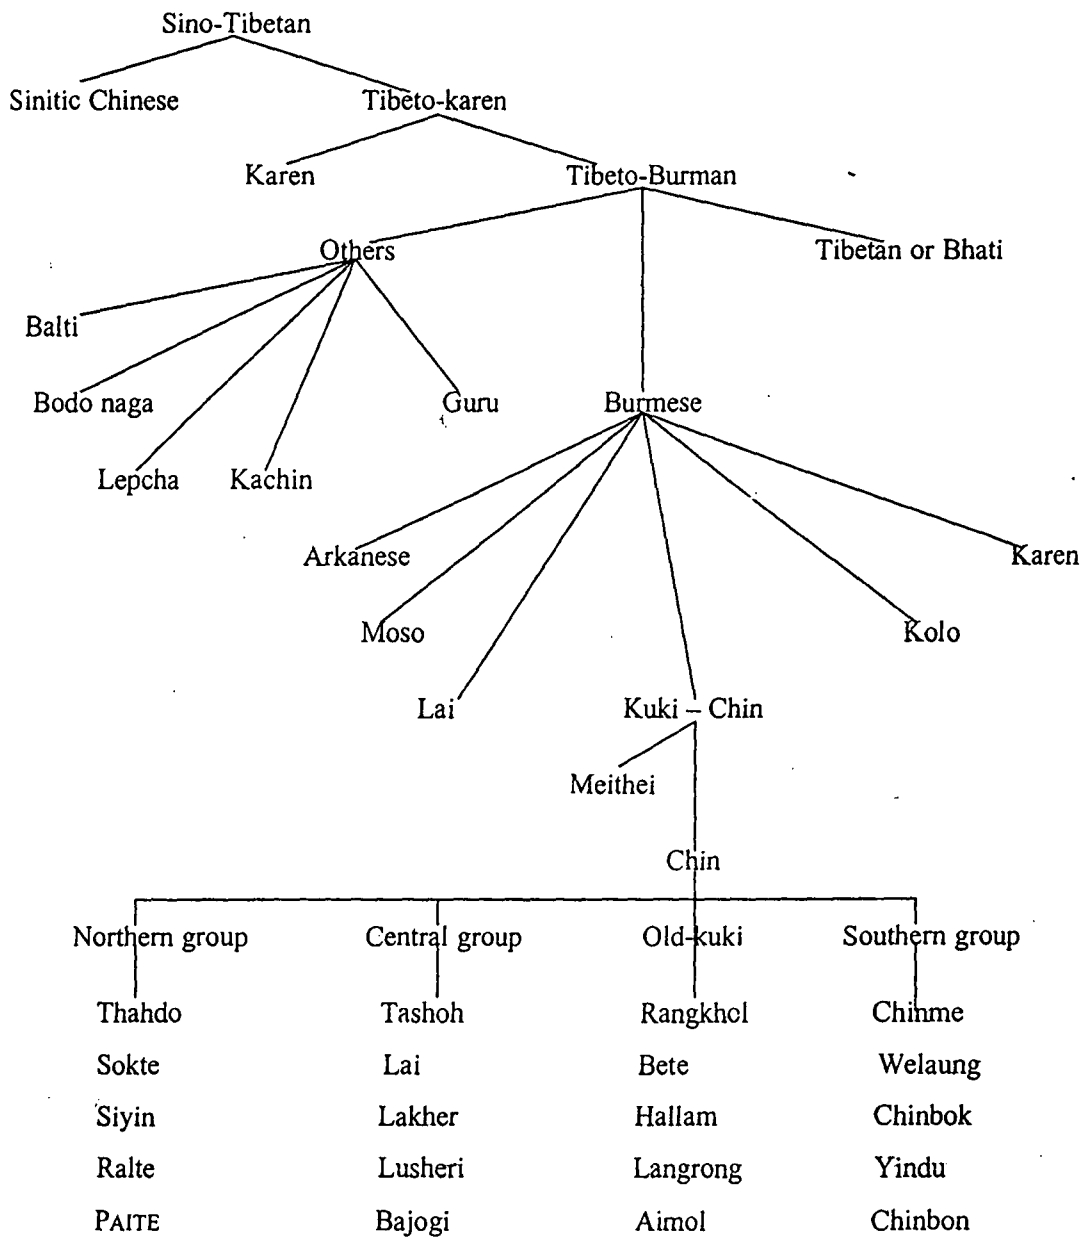 Sino-Tibetan
Sinitic Chinese Tibeto-karen
Karen Tibeto-Burman
Others Tibetan or Bhati
Balti
Bodo naga Guru Burmese
Lepcha Kachin
Arkanese Karen
Moso Kolo
Lai Kuki – Chin
Meithei
Chin
Northern group Central group Old-kuki Southern group
Thahdo Tashoh Rangkhol Chinme
Sokte Lai Bete Welaung
Siyin Lakher Hallam Chinbok
Ralte Lusheri Langrong Yindu
PAITE Bajogi Aimol Chinbon